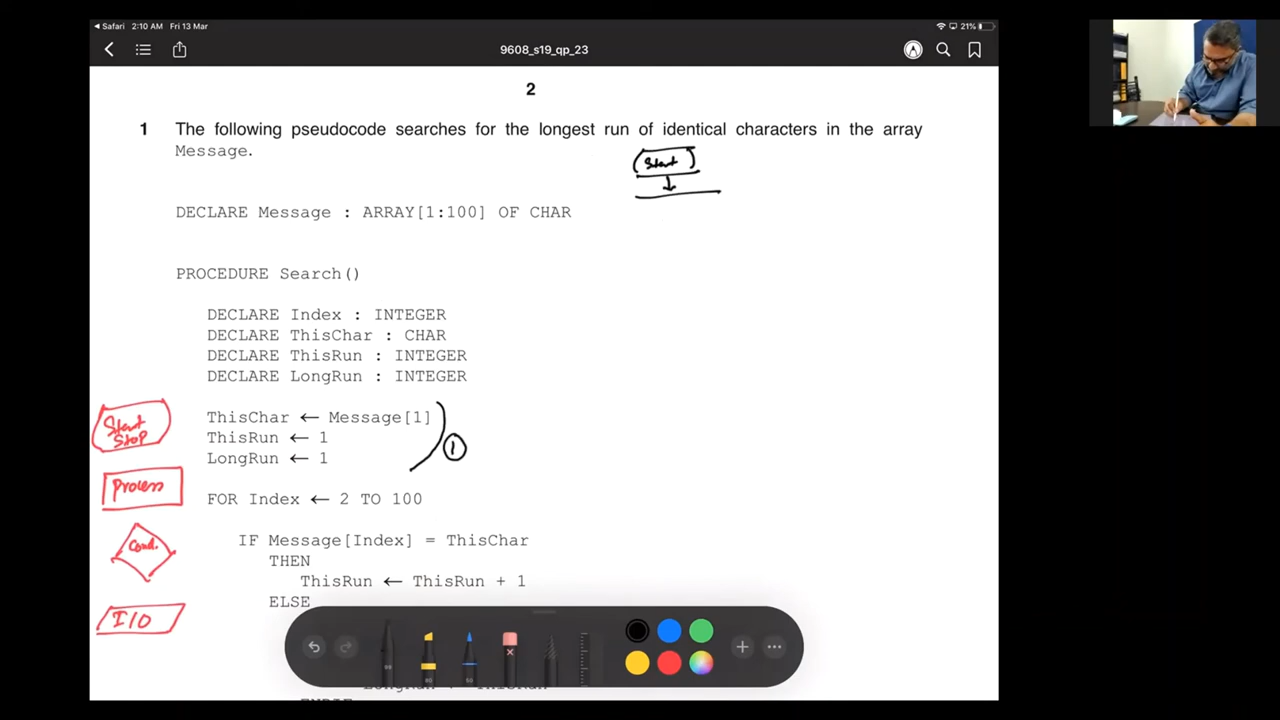 Safari 2:10 AM Fri 13 Mar 21%
9608_s19_qp_23
2
1 The following pseudocode searches for the longest run of identical characters in the array
Message.
Start
DECLARE Message : ARRAY[1:100] OF CHAR
PROCEDURE Search()
DECLARE Index : INTEGER
DECLARE ThisChar : CHAR
DECLARE ThisRun : INTEGER
DECLARE LongRun : INTEGER
ThisChar ← Message[1]
Start
Stop
ThisRun ← 1
1
LongRun ← 1
Process
FOR Index ← 2 TO 100
IF Message[Index] = ThisChar
Cond.
THEN
ThisRun ← ThisRun + 1
ELSE
I/O